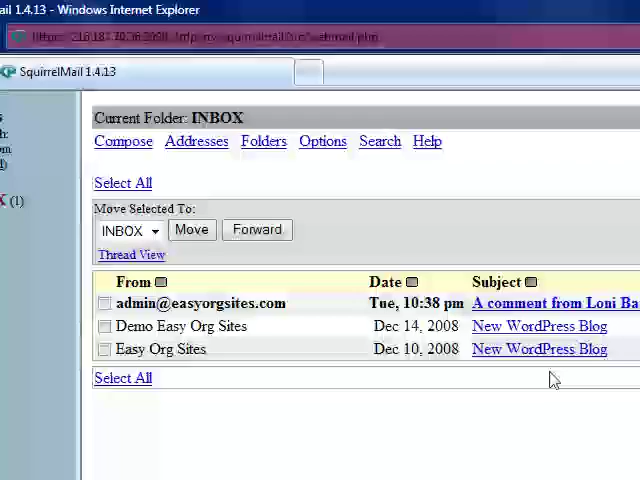 ail 1.4.13 - Windows Internet Explorer
SquirrelMail 1.4.13
Current Folder: INBOX
Compose Addresses Folders Options Search Help
Select All
(1)
Move Selected To:
INBOX Move Forward
Thread View
From Date Subject
admin@easyorgsites.com Tue, 10:38 pm A comment from Loni Ba
Demo Easy Org Sites Dec 14, 2008 New WordPress Blog
Easy Org Sites Dec 10, 2008 New WordPress Blog
Select All